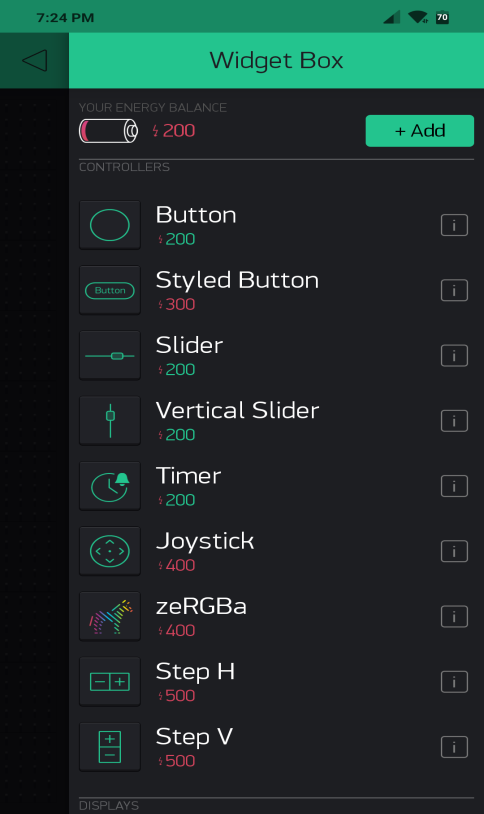 7:24 PM
70
Widget Box
YOUR ENERGY BALANCE
200
+ Add
CONTROLLERS
Button
200
i
Button
Styled Button
300
i
Slider
200
i
Vertical Slider
200
i
Timer
200
i
Joystick
400
i
zeRGBa
400
i
Step H
500
i
Step V
500
i
DISPLAYS